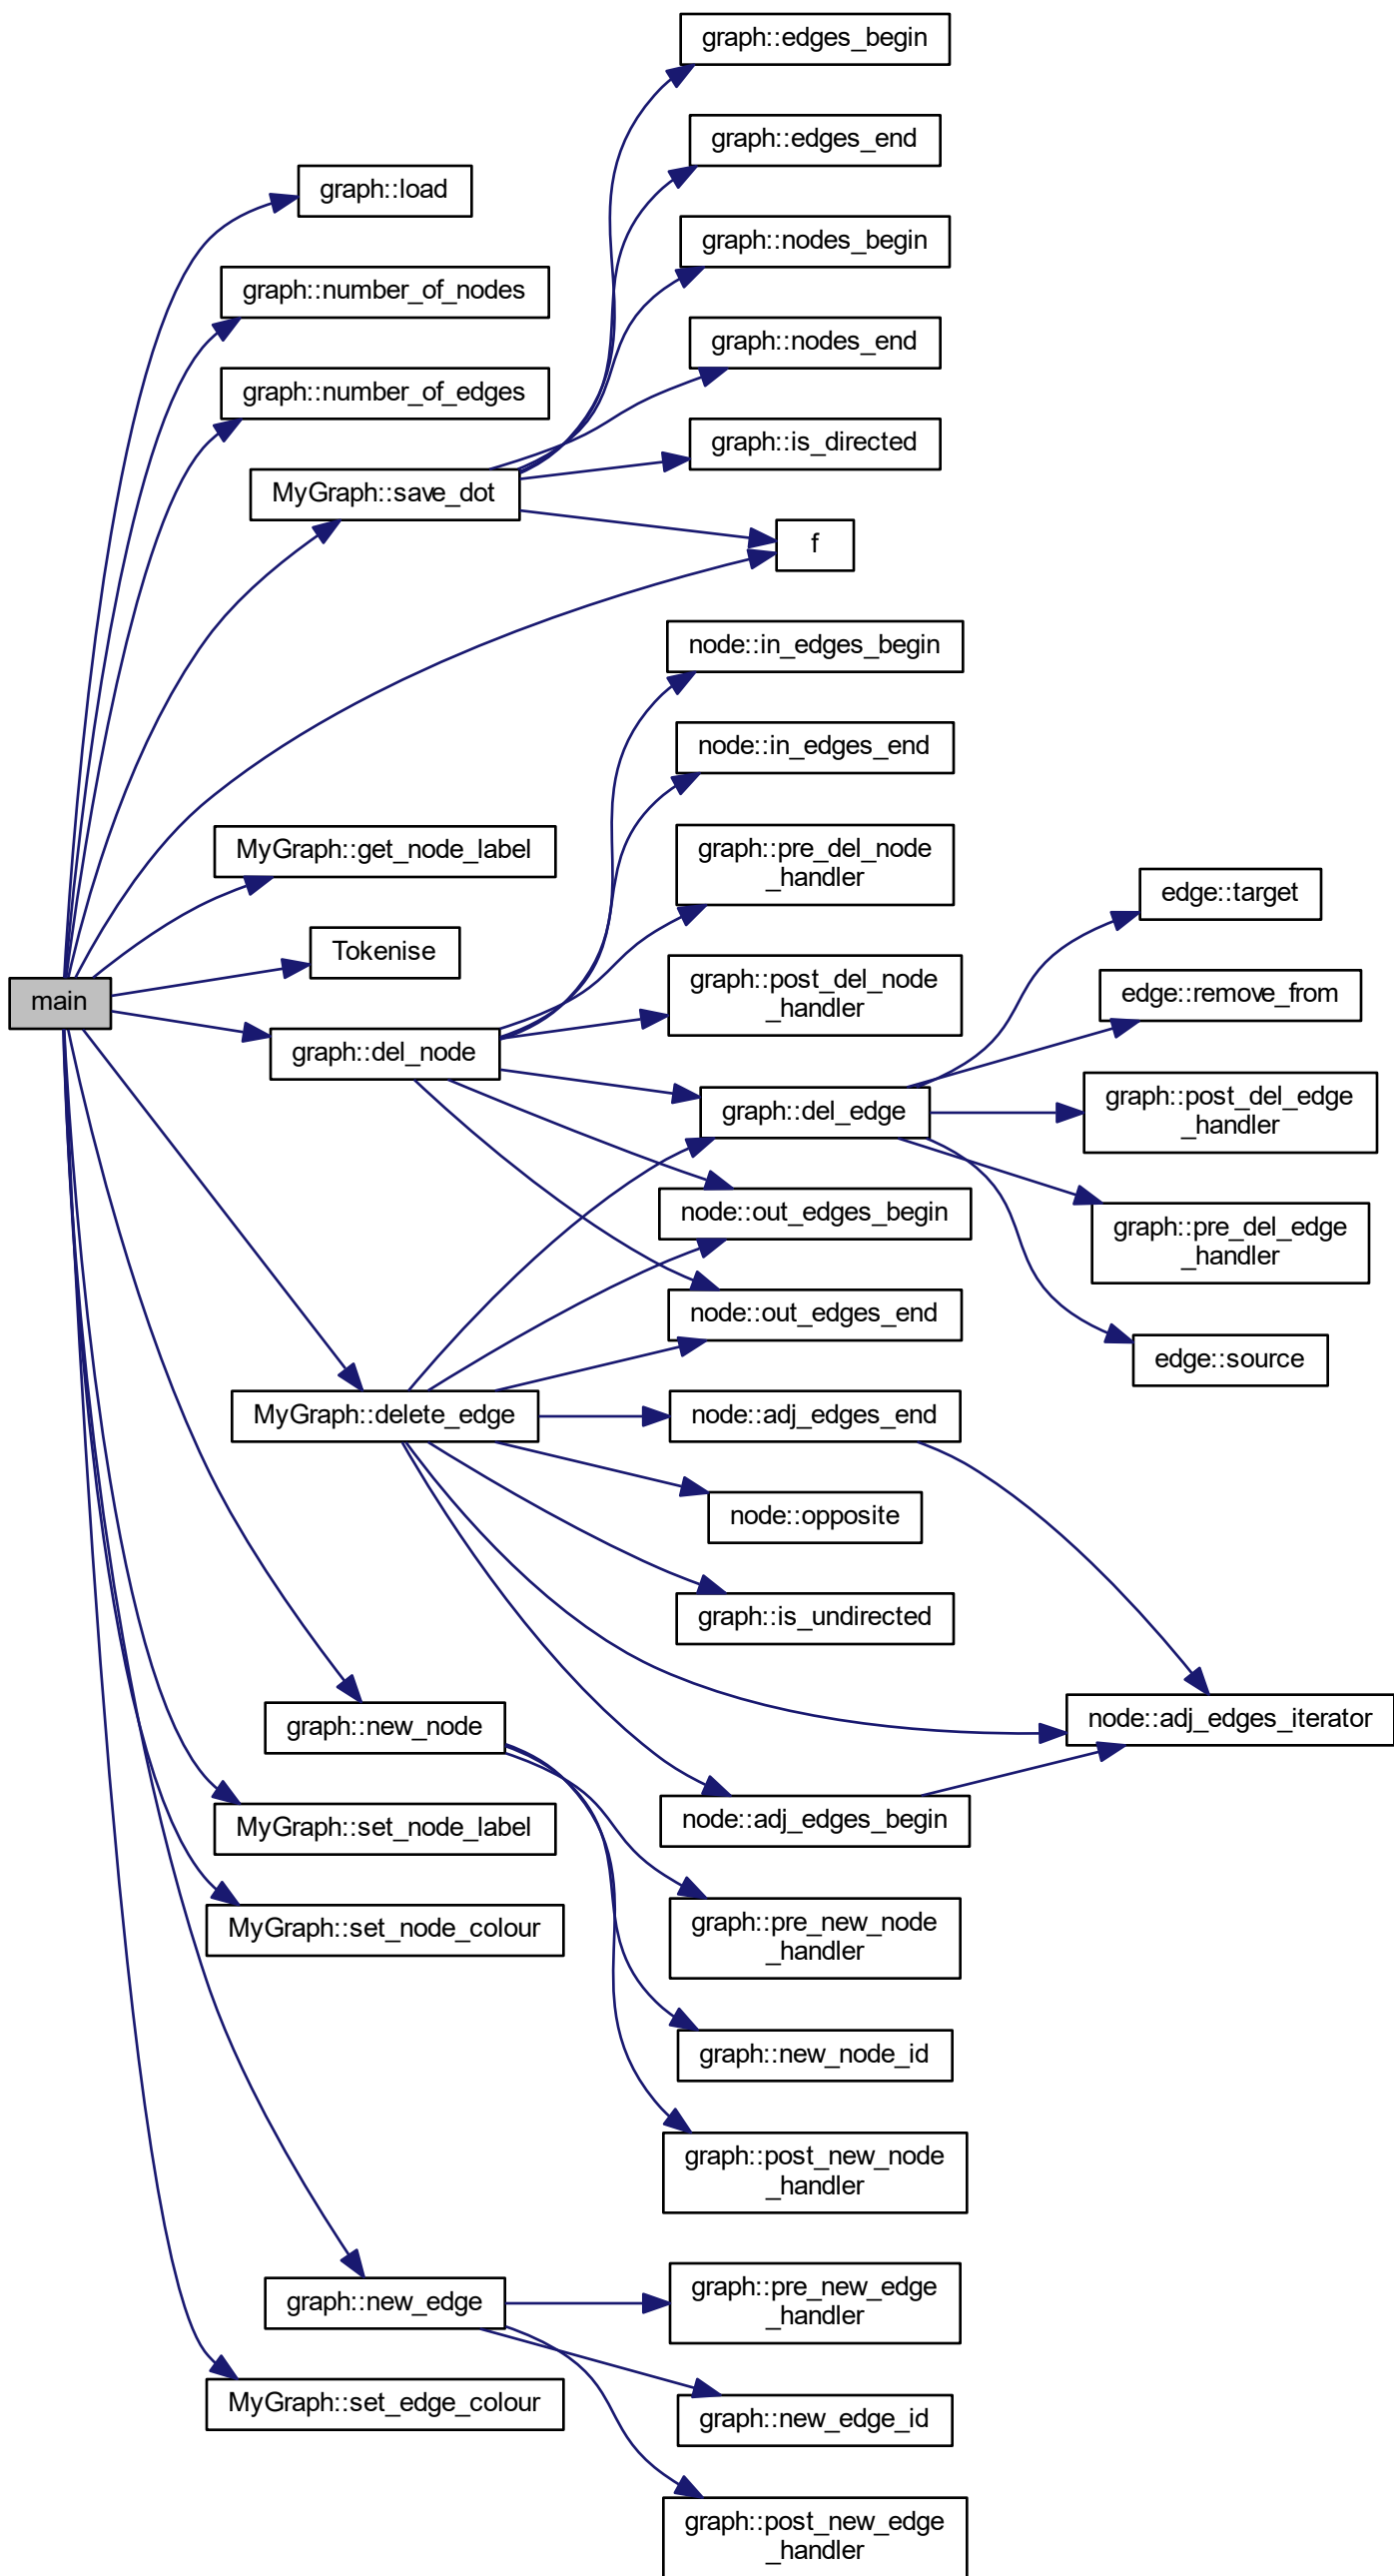 graph::edges_begin
graph::edges_end
graph::load
graph::nodes_begin
graph::number_of_nodes
graph::nodes_end
graph::number_of_edges
graph::is_directed
MyGraph::save_dot
f
node::in_edges_begin
node::in_edges_end
MyGraph::get_node_label
graph::pre_del_node
_handler
edge::target
Tokenise
graph::post_del_node
_handler
main
edge::remove_from
graph::del_node
graph::del_edge
graph::post_del_edge
_handler
node::out_edges_begin
graph::pre_del_edge
_handler
node::out_edges_end
edge::source
MyGraph::delete_edge
node::adj_edges_end
node::opposite
graph::is_undirected
graph::new_node
node::adj_edges_iterator
MyGraph::set_node_label
node::adj_edges_begin
MyGraph::set_node_colour
graph::pre_new_node
_handler
graph::new_node_id
graph::post_new_node
_handler
graph::new_edge
graph::pre_new_edge
_handler
MyGraph::set_edge_colour
graph::new_edge_id
graph::post_new_edge
_handler